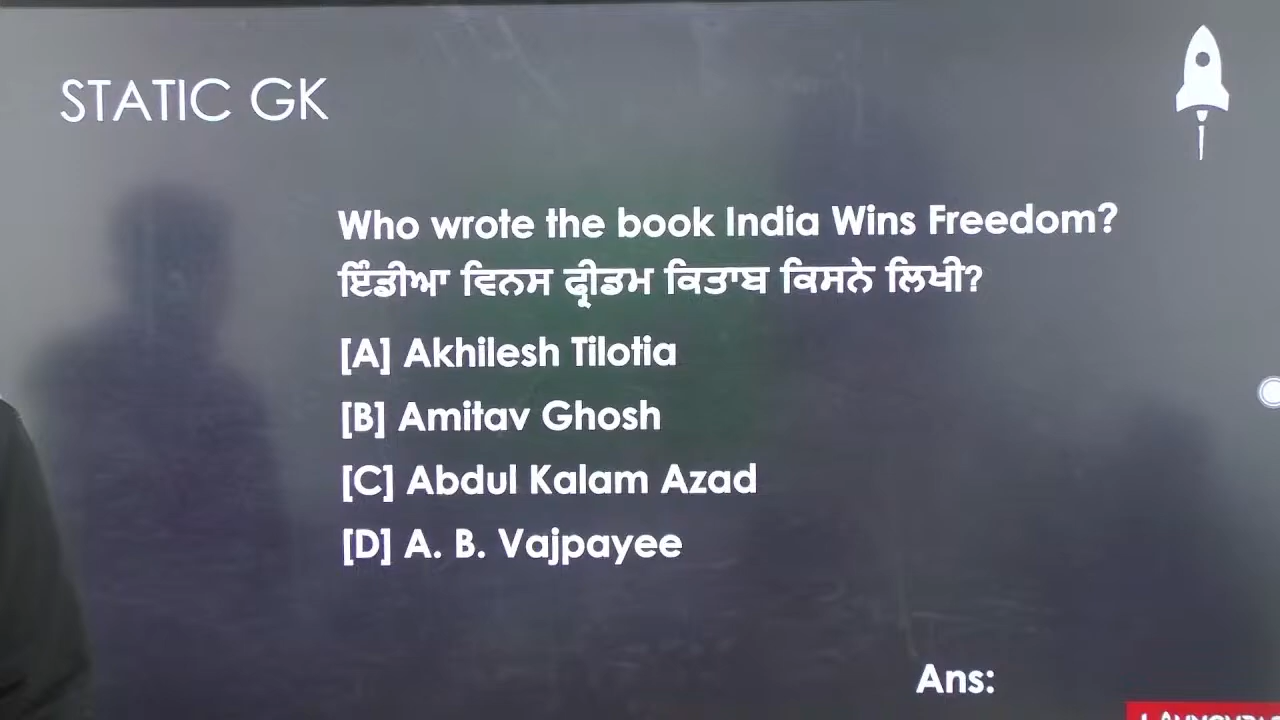 STATIC GK
Who wrote the book India Wins Freedom?
ਇੰਡੀਆ ਵਿਨਸ ਫ੍ਰੀਡਮ ਕਿਤਾਬ ਕਿਸਨੇ ਲਿਖੀ?
[A] Akhilesh Tilotia
[B] Amitav Ghosh
[C] Abdul Kalam Azad
[D] A. B. Vajpayee
Ans: